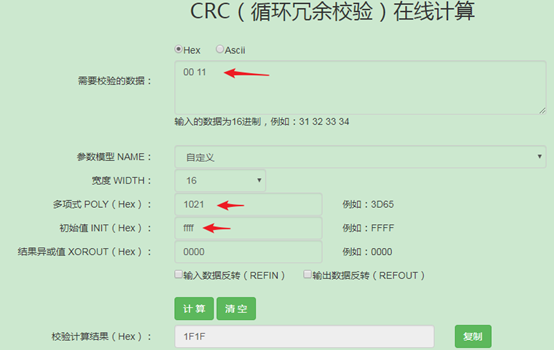 CRC（循环冗余校验）在线计算
Hex Ascii
需要校验的数据：
00 11
输入的数据为16进制，例如：31 32 33 34
参数模型 NAME： 自定义
宽度 WIDTH： 16
多项式 POLY（Hex）： 1021 例如：3D65
初始值 INIT（Hex）： ffff 例如：FFFF
结果异或值 XOROUT（Hex）： 0000 例如：0000
输入数据反转（REFIN） 输出数据反转（REFOUT）
计 算 清 空
校验计算结果（Hex）： 1F1F 复制